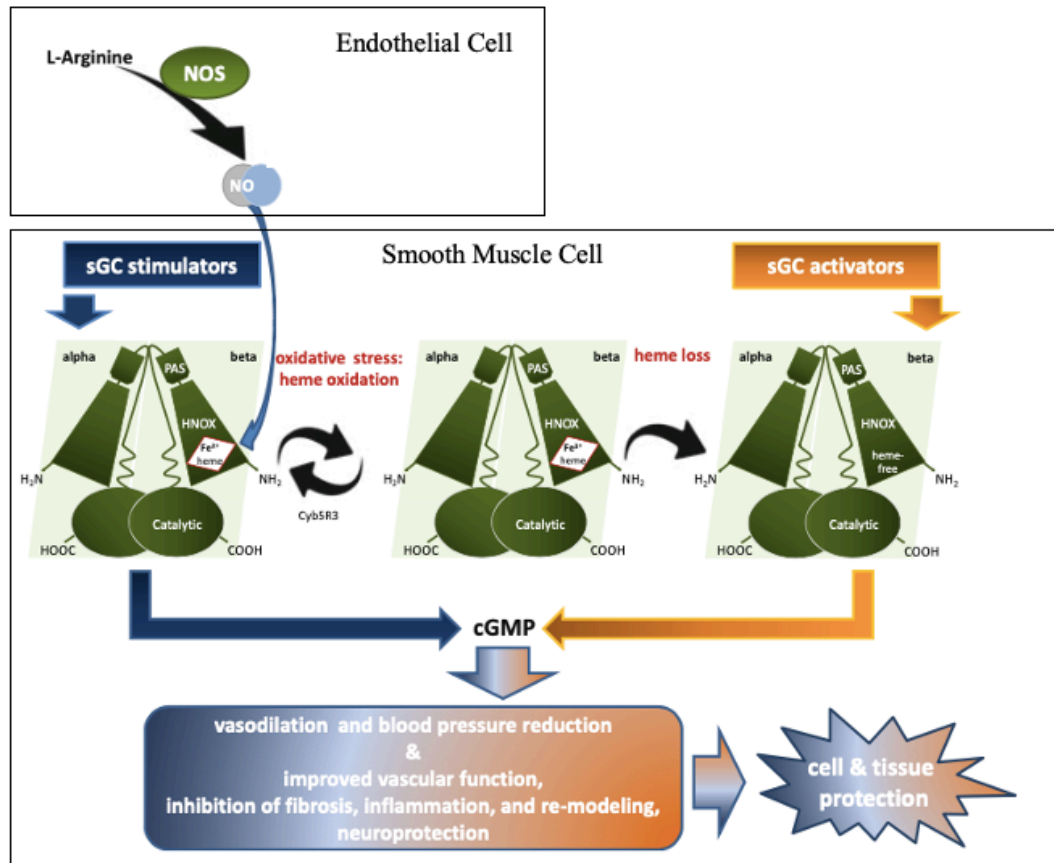 Endothelial Cell
L-Arginine
NOS
NO
Smooth Muscle Cell
sGC stimulators
sGC activators
alpha
beta
PAS
HNOX
heme
H₂N
NH₂
Catalytic
HOOC
COOH
oxidative stress:
heme oxidation
Cyb5R3
alpha
beta
PAS
HNOX
heme
H₂N
NH₂
Catalytic
HOOC
COOH
heme loss
alpha
beta
PAS
HNOX
heme-
free
H₂N
NH₂
Catalytic
HOOC
COOH
cGMP
vasodilation and blood pressure reduction
&
improved vascular function,
inhibition of fibrosis, inflammation, and re-modeling,
neuroprotection
cell & tissue
protection